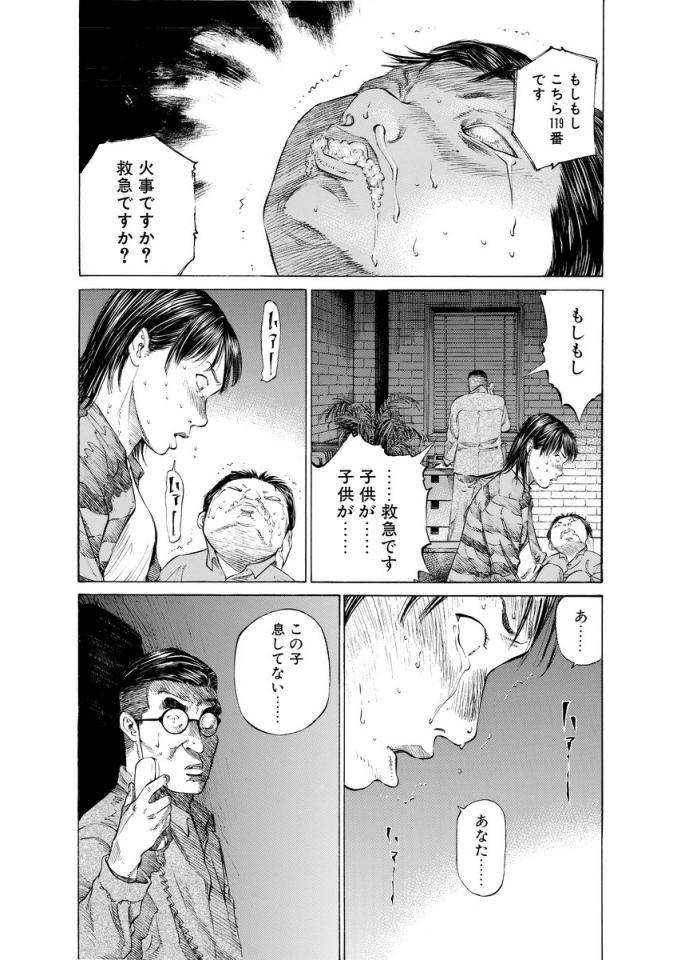 もしもし
こちら
119
番
です
火事ですか?
救急ですか?
もしもし
……救急です
子供が……
子供が……
ハァー
ハァー
あ……
ハァー
あなた……
ハァー
この子
息してない……